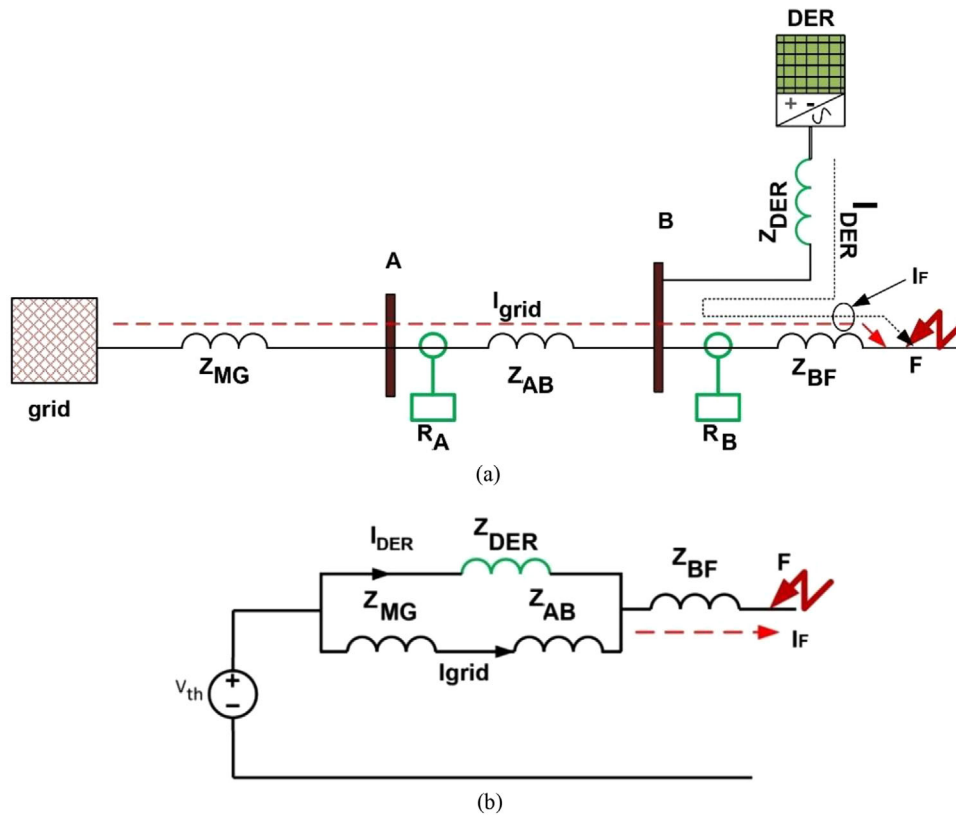 DER
+ -
Z_DER
I_DER
B
A
I_F
I_grid
Z_MG
Z_AB
Z_BF
F
grid
R_A
R_B
(a)
I_DER
Z_DER
Z_BF
F
Z_MG
Z_AB
I_F
Igrid
V_th
+
−
(b)